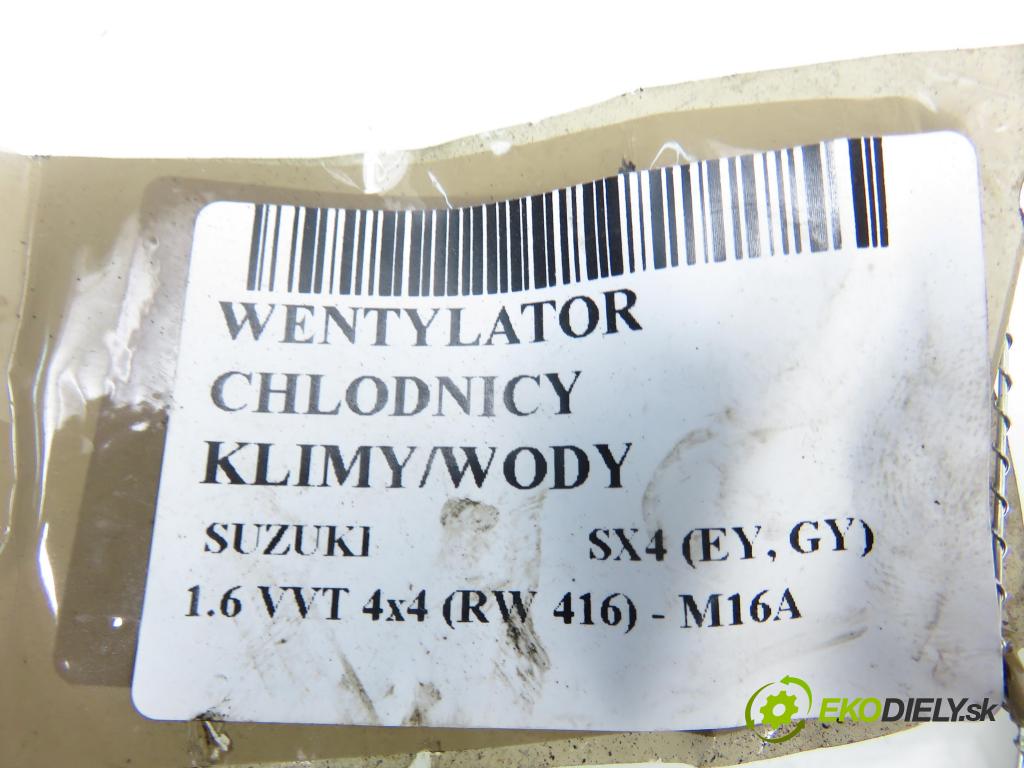 WENTYLATOR
CHLODNICY
KLIMY/WODY
SUZUKI SX4 (EY, GY)
1.6 VVT 4x4 (RW 416) - M16A
EKODIELY.sk